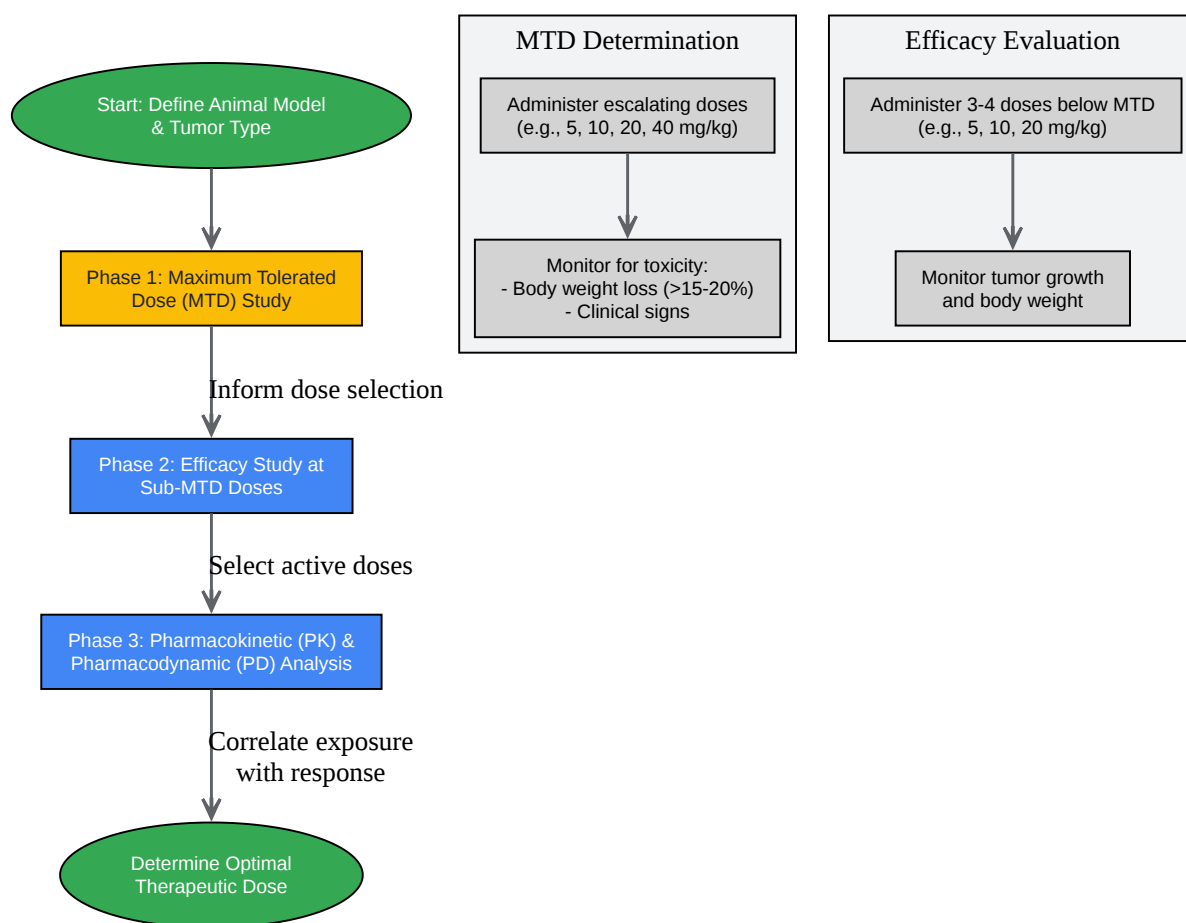 Start: Define Animal Model
& Tumor Type
Phase 1: Maximum Tolerated
Dose (MTD) Study
Inform dose selection
Phase 2: Efficacy Study at
Sub-MTD Doses
Select active doses
Phase 3: Pharmacokinetic (PK) &
Pharmacodynamic (PD) Analysis
Correlate exposure
with response
Determine Optimal
Therapeutic Dose
MTD Determination
Administer escalating doses
(e.g., 5, 10, 20, 40 mg/kg)
Monitor for toxicity:
- Body weight loss (>15-20%)
- Clinical signs
Efficacy Evaluation
Administer 3-4 doses below MTD
(e.g., 5, 10, 20 mg/kg)
Monitor tumor growth
and body weight